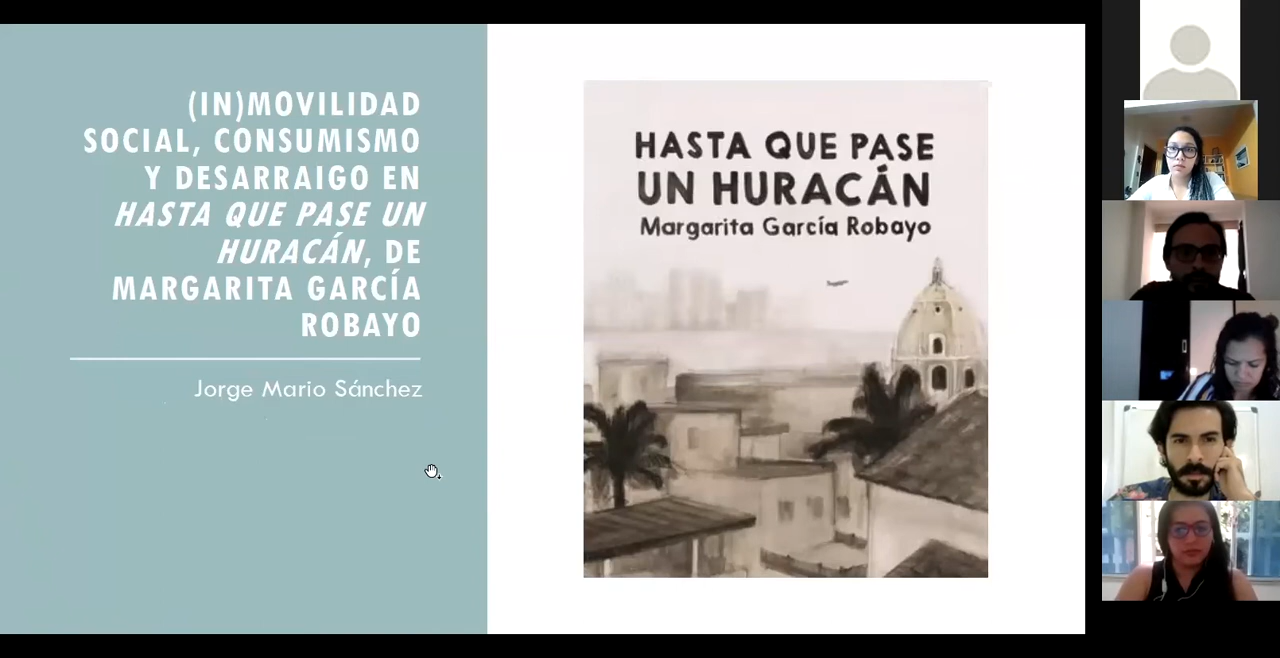 (IN)MOVILIDAD
SOCIAL, CONSUMISMO
Y DESARRAIGO EN
HASTA QUE PASE UN
HURACÁN, DE
MARGARITA GARCÍA
ROBAYO
Jorge Mario Sánchez
HASTA QUE PASE
UN HURACÁN
Margarita García Robayo